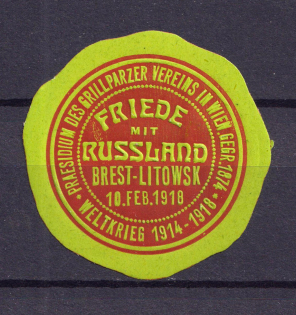 PRAESIDIUM DES GRILLPARZER VEREINS IN WIEN GEGR. 1874
FRIEDE
MIT
RUSSLAND
BREST-LITOWSK
10. FEB. 1918
WELTKRIEG 1914-1918